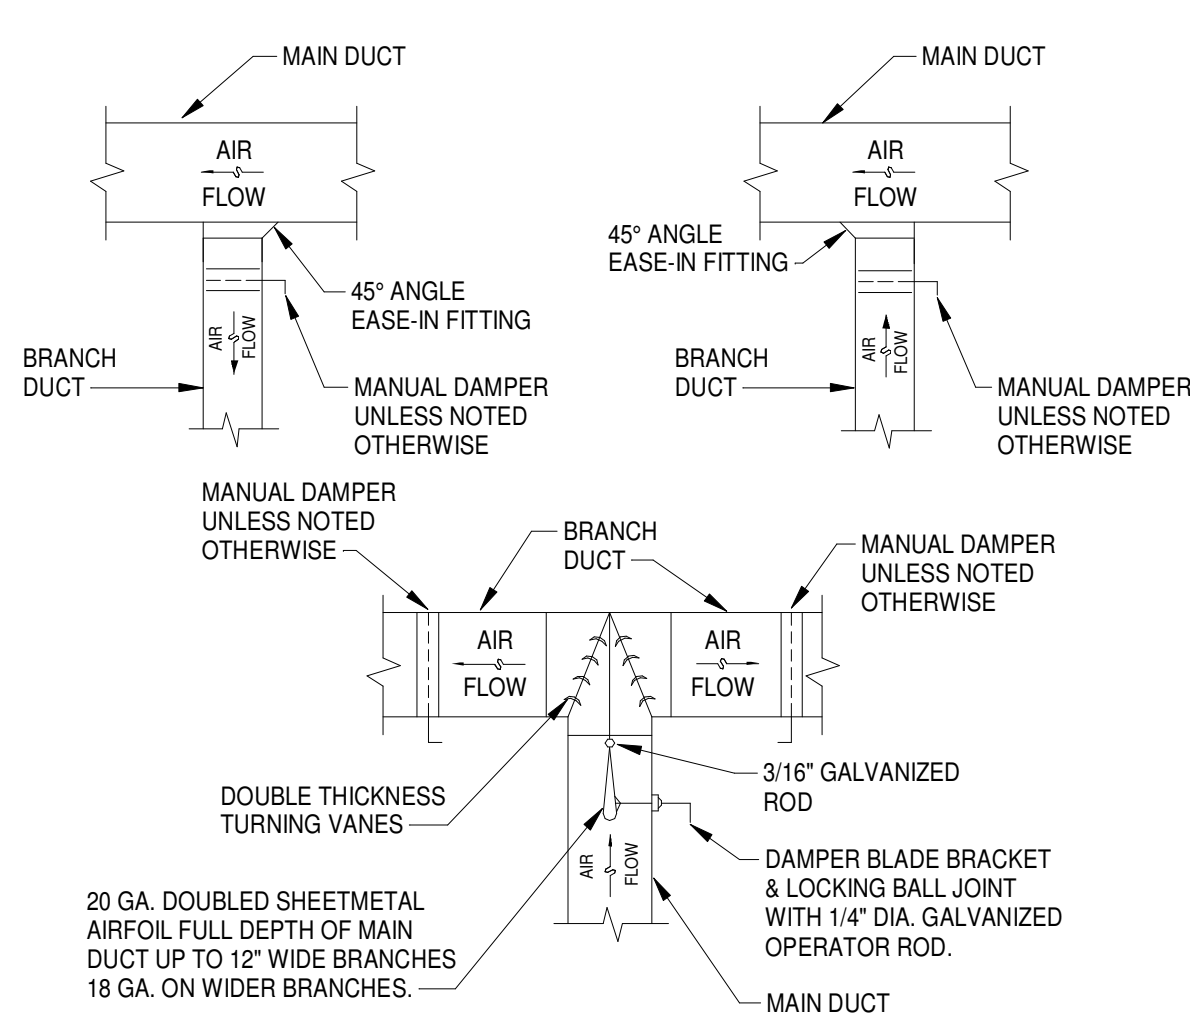 MAIN DUCT
AIR
FLOW
45° ANGLE
EASE-IN FITTING
AIR
FLOW
BRANCH
DUCT
MANUAL DAMPER
UNLESS NOTED
OTHERWISE
MAIN DUCT
AIR
FLOW
45° ANGLE
EASE-IN FITTING
AIR
FLOW
BRANCH
DUCT
MANUAL DAMPER
UNLESS NOTED
OTHERWISE
MANUAL DAMPER
UNLESS NOTED
OTHERWISE
BRANCH
DUCT
MANUAL DAMPER
UNLESS NOTED
OTHERWISE
AIR
FLOW
AIR
FLOW
DOUBLE THICKNESS
TURNING VANES
3/16" GALVANIZED
ROD
AIR
FLOW
DAMPER BLADE BRACKET
& LOCKING BALL JOINT
WITH 1/4" DIA. GALVANIZED
OPERATOR ROD.
20 GA. DOUBLED SHEETMETAL
AIRFOIL FULL DEPTH OF MAIN
DUCT UP TO 12" WIDE BRANCHES
18 GA. ON WIDER BRANCHES.
MAIN DUCT